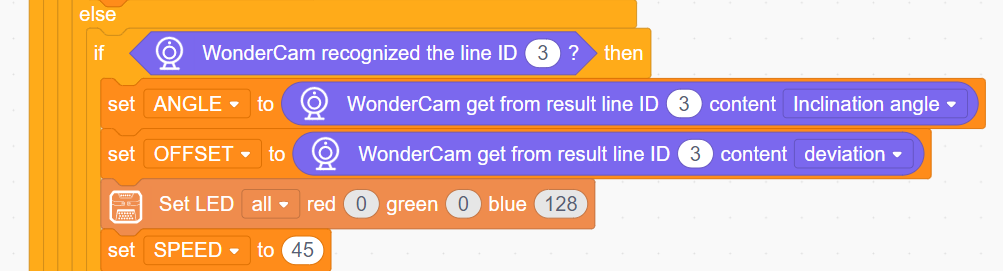 else
if WonderCam recognized the line ID 3 ? then
set ANGLE to WonderCam get from result line ID 3 content Inclination angle
set OFFSET to WonderCam get from result line ID 3 content deviation
Set LED all red 0 green 0 blue 128
set SPEED to 45